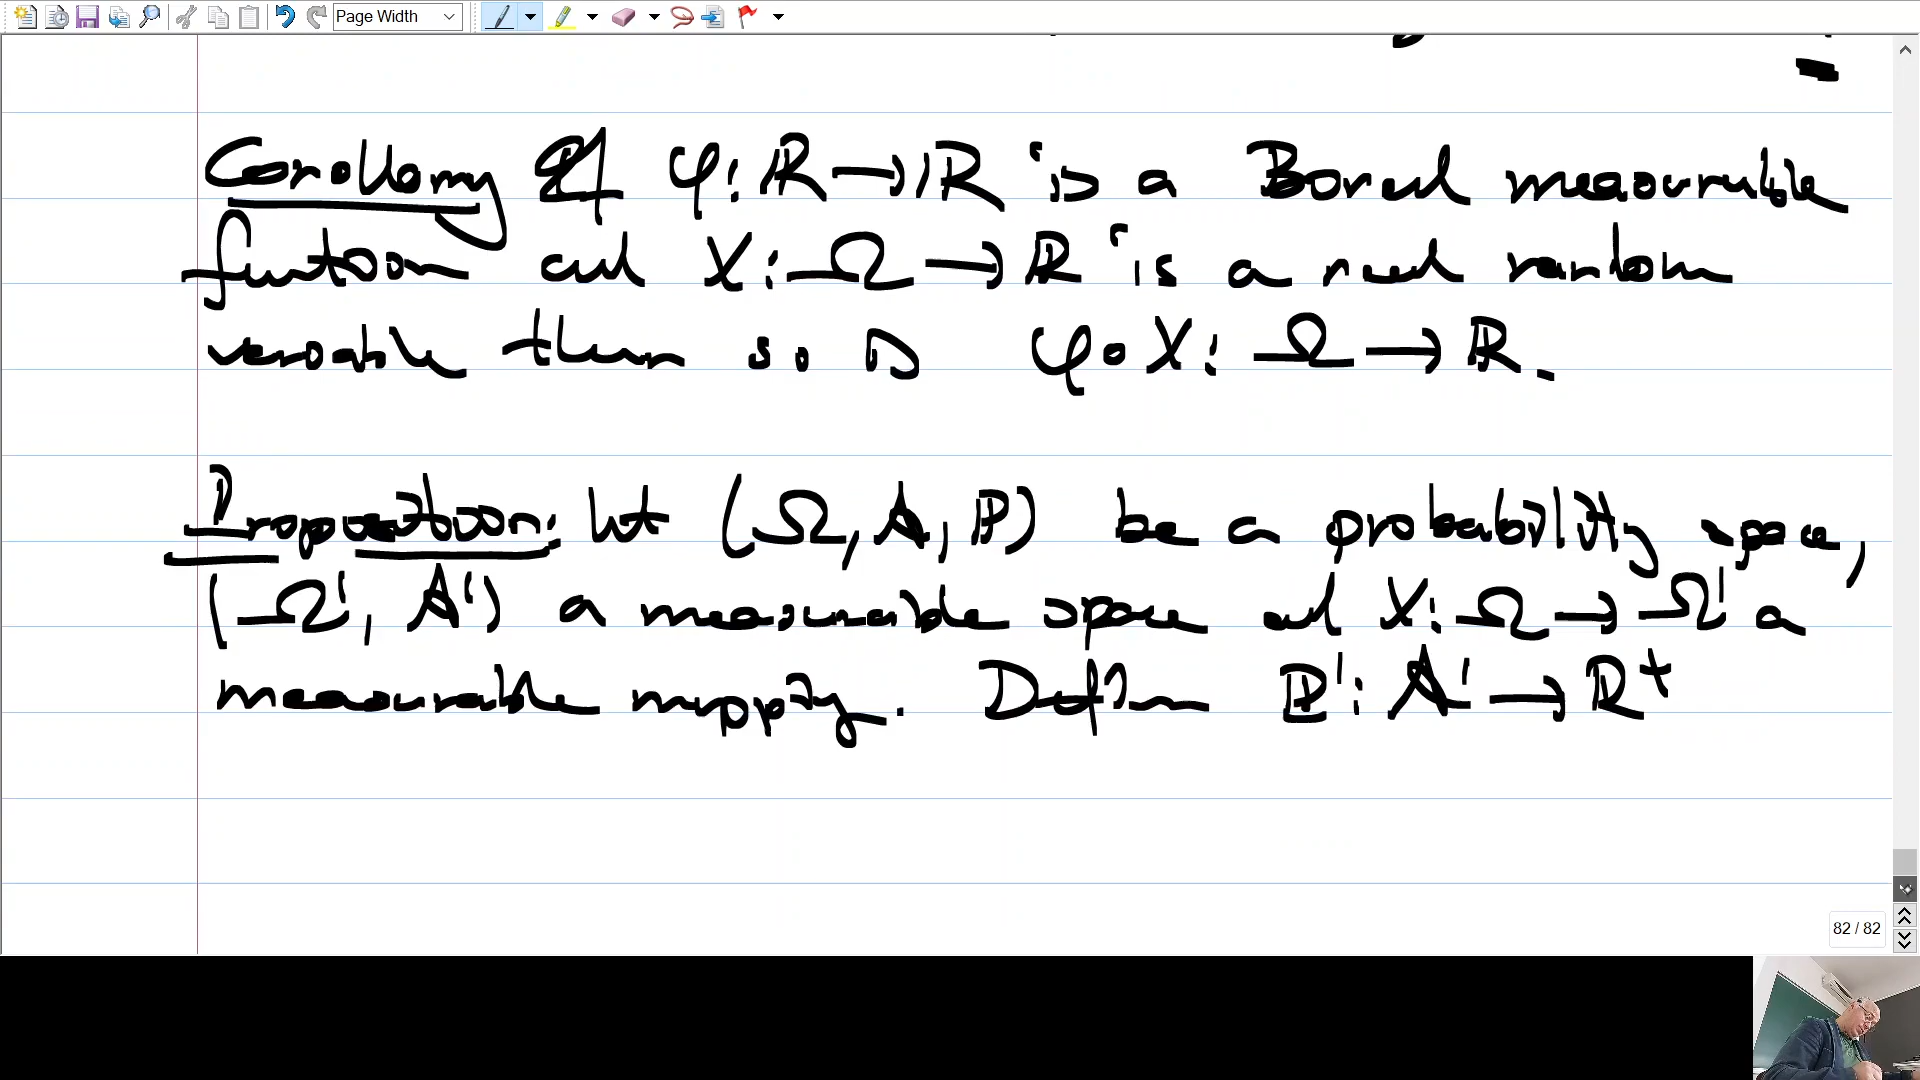 Page Width
Corollary If φ: ℝ → ℝ is a Borel measurable
function and X: Ω → ℝ is a real random
variable then so is φ∘X: Ω → ℝ.
Proposition: Let (Ω, A, ℙ) be a probability space,
(Ω', A') a measurable space and X: Ω → Ω' a
measurable mapping. Define ℙ': A' → ℝ⁺
82 / 82